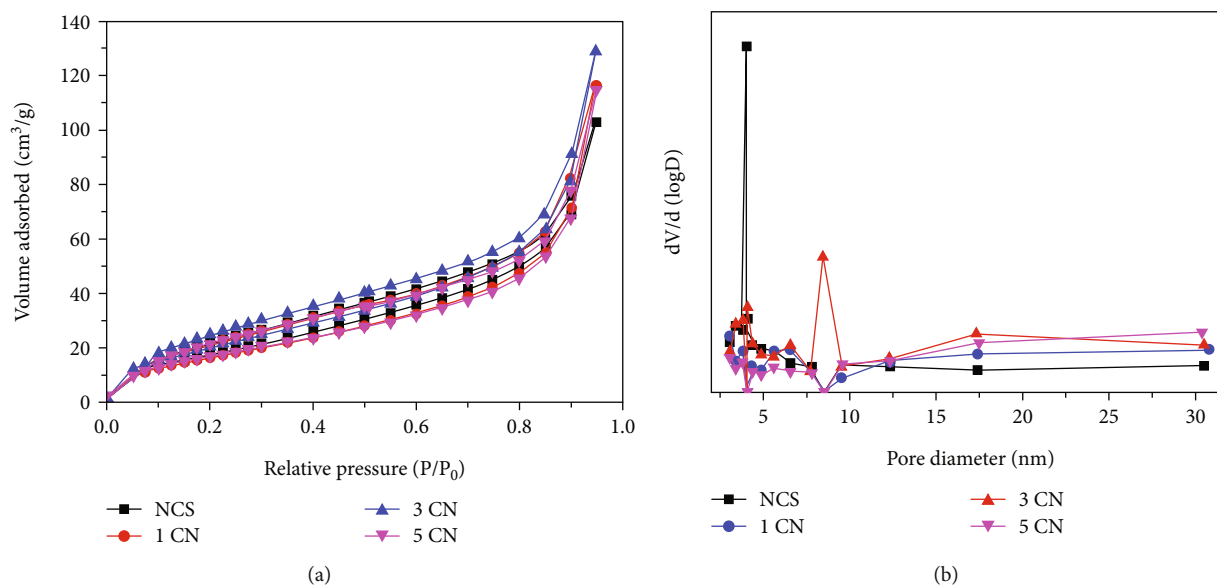 140
120
100
80
60
40
20
0
Volume adsorbed (cm³/g)
0.0 0.2 0.4 0.6 0.8 1.0
Relative pressure (P/P₀)
NCS 3 CN
1 CN 5 CN
(a)
dV/d (logD)
5 10 15 20 25 30
Pore diameter (nm)
NCS 3 CN
1 CN 5 CN
(b)